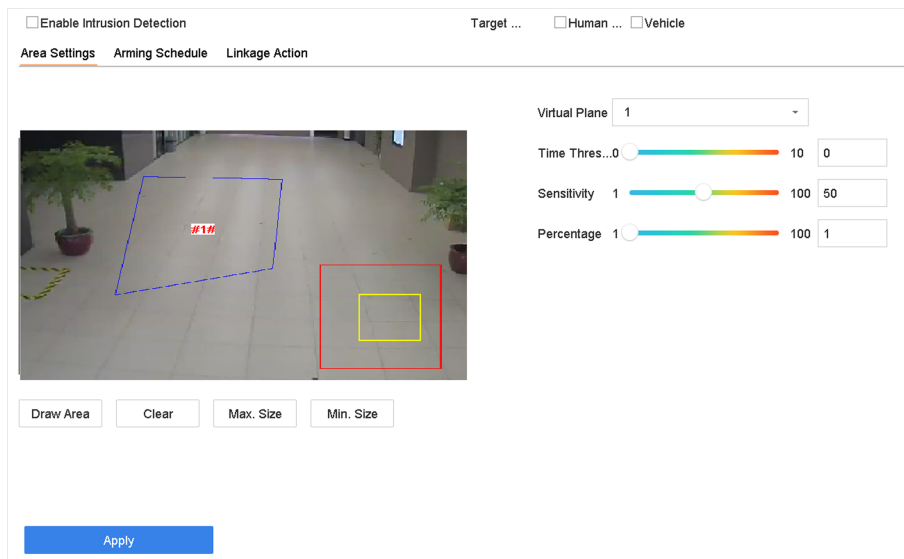 Enable Intrusion Detection Target ... Human ... Vehicle
Area Settings Arming Schedule Linkage Action
Virtual Plane 1
Time Thres...0 10 0
#1#
Sensitivity 1 100 50
Percentage 1 100 1
Draw Area Clear Max. Size Min. Size
Apply